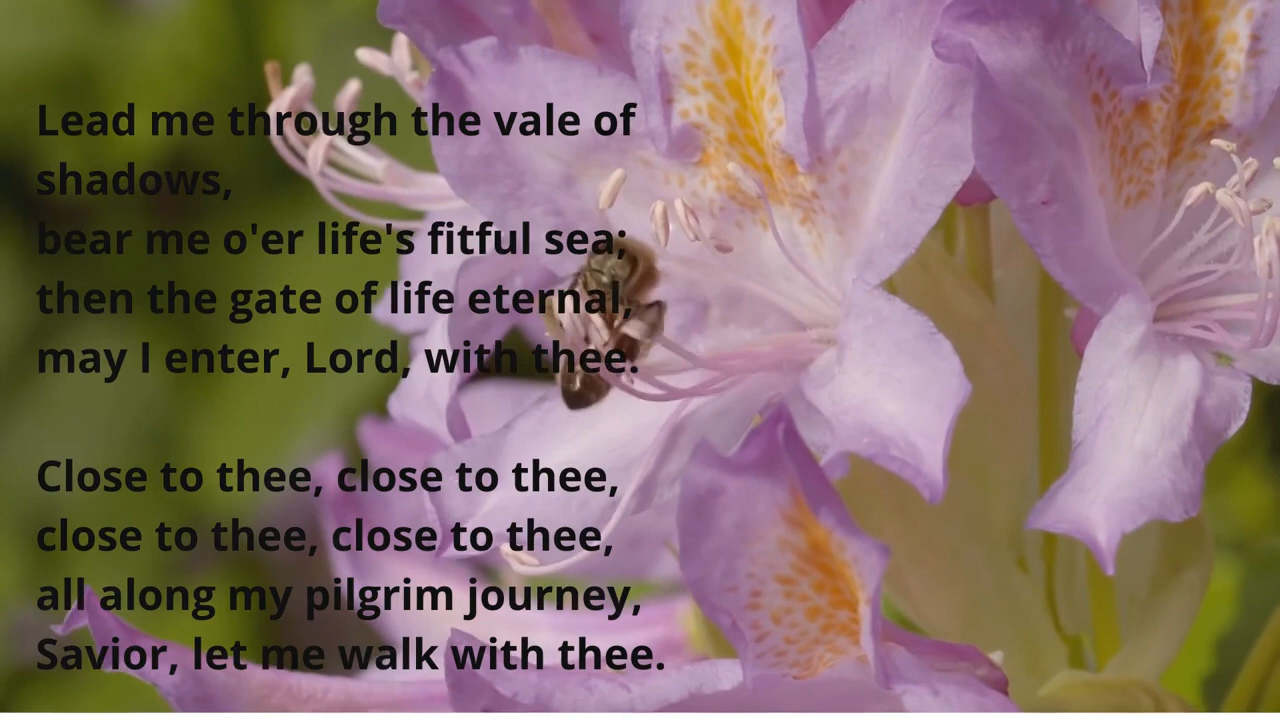 Lead me through the vale of
shadows,
bear me o'er life's fitful sea;
then the gate of life eternal,
may I enter, Lord, with thee.

Close to thee, close to thee,
close to thee, close to thee,
all along my pilgrim journey,
Savior, let me walk with thee.